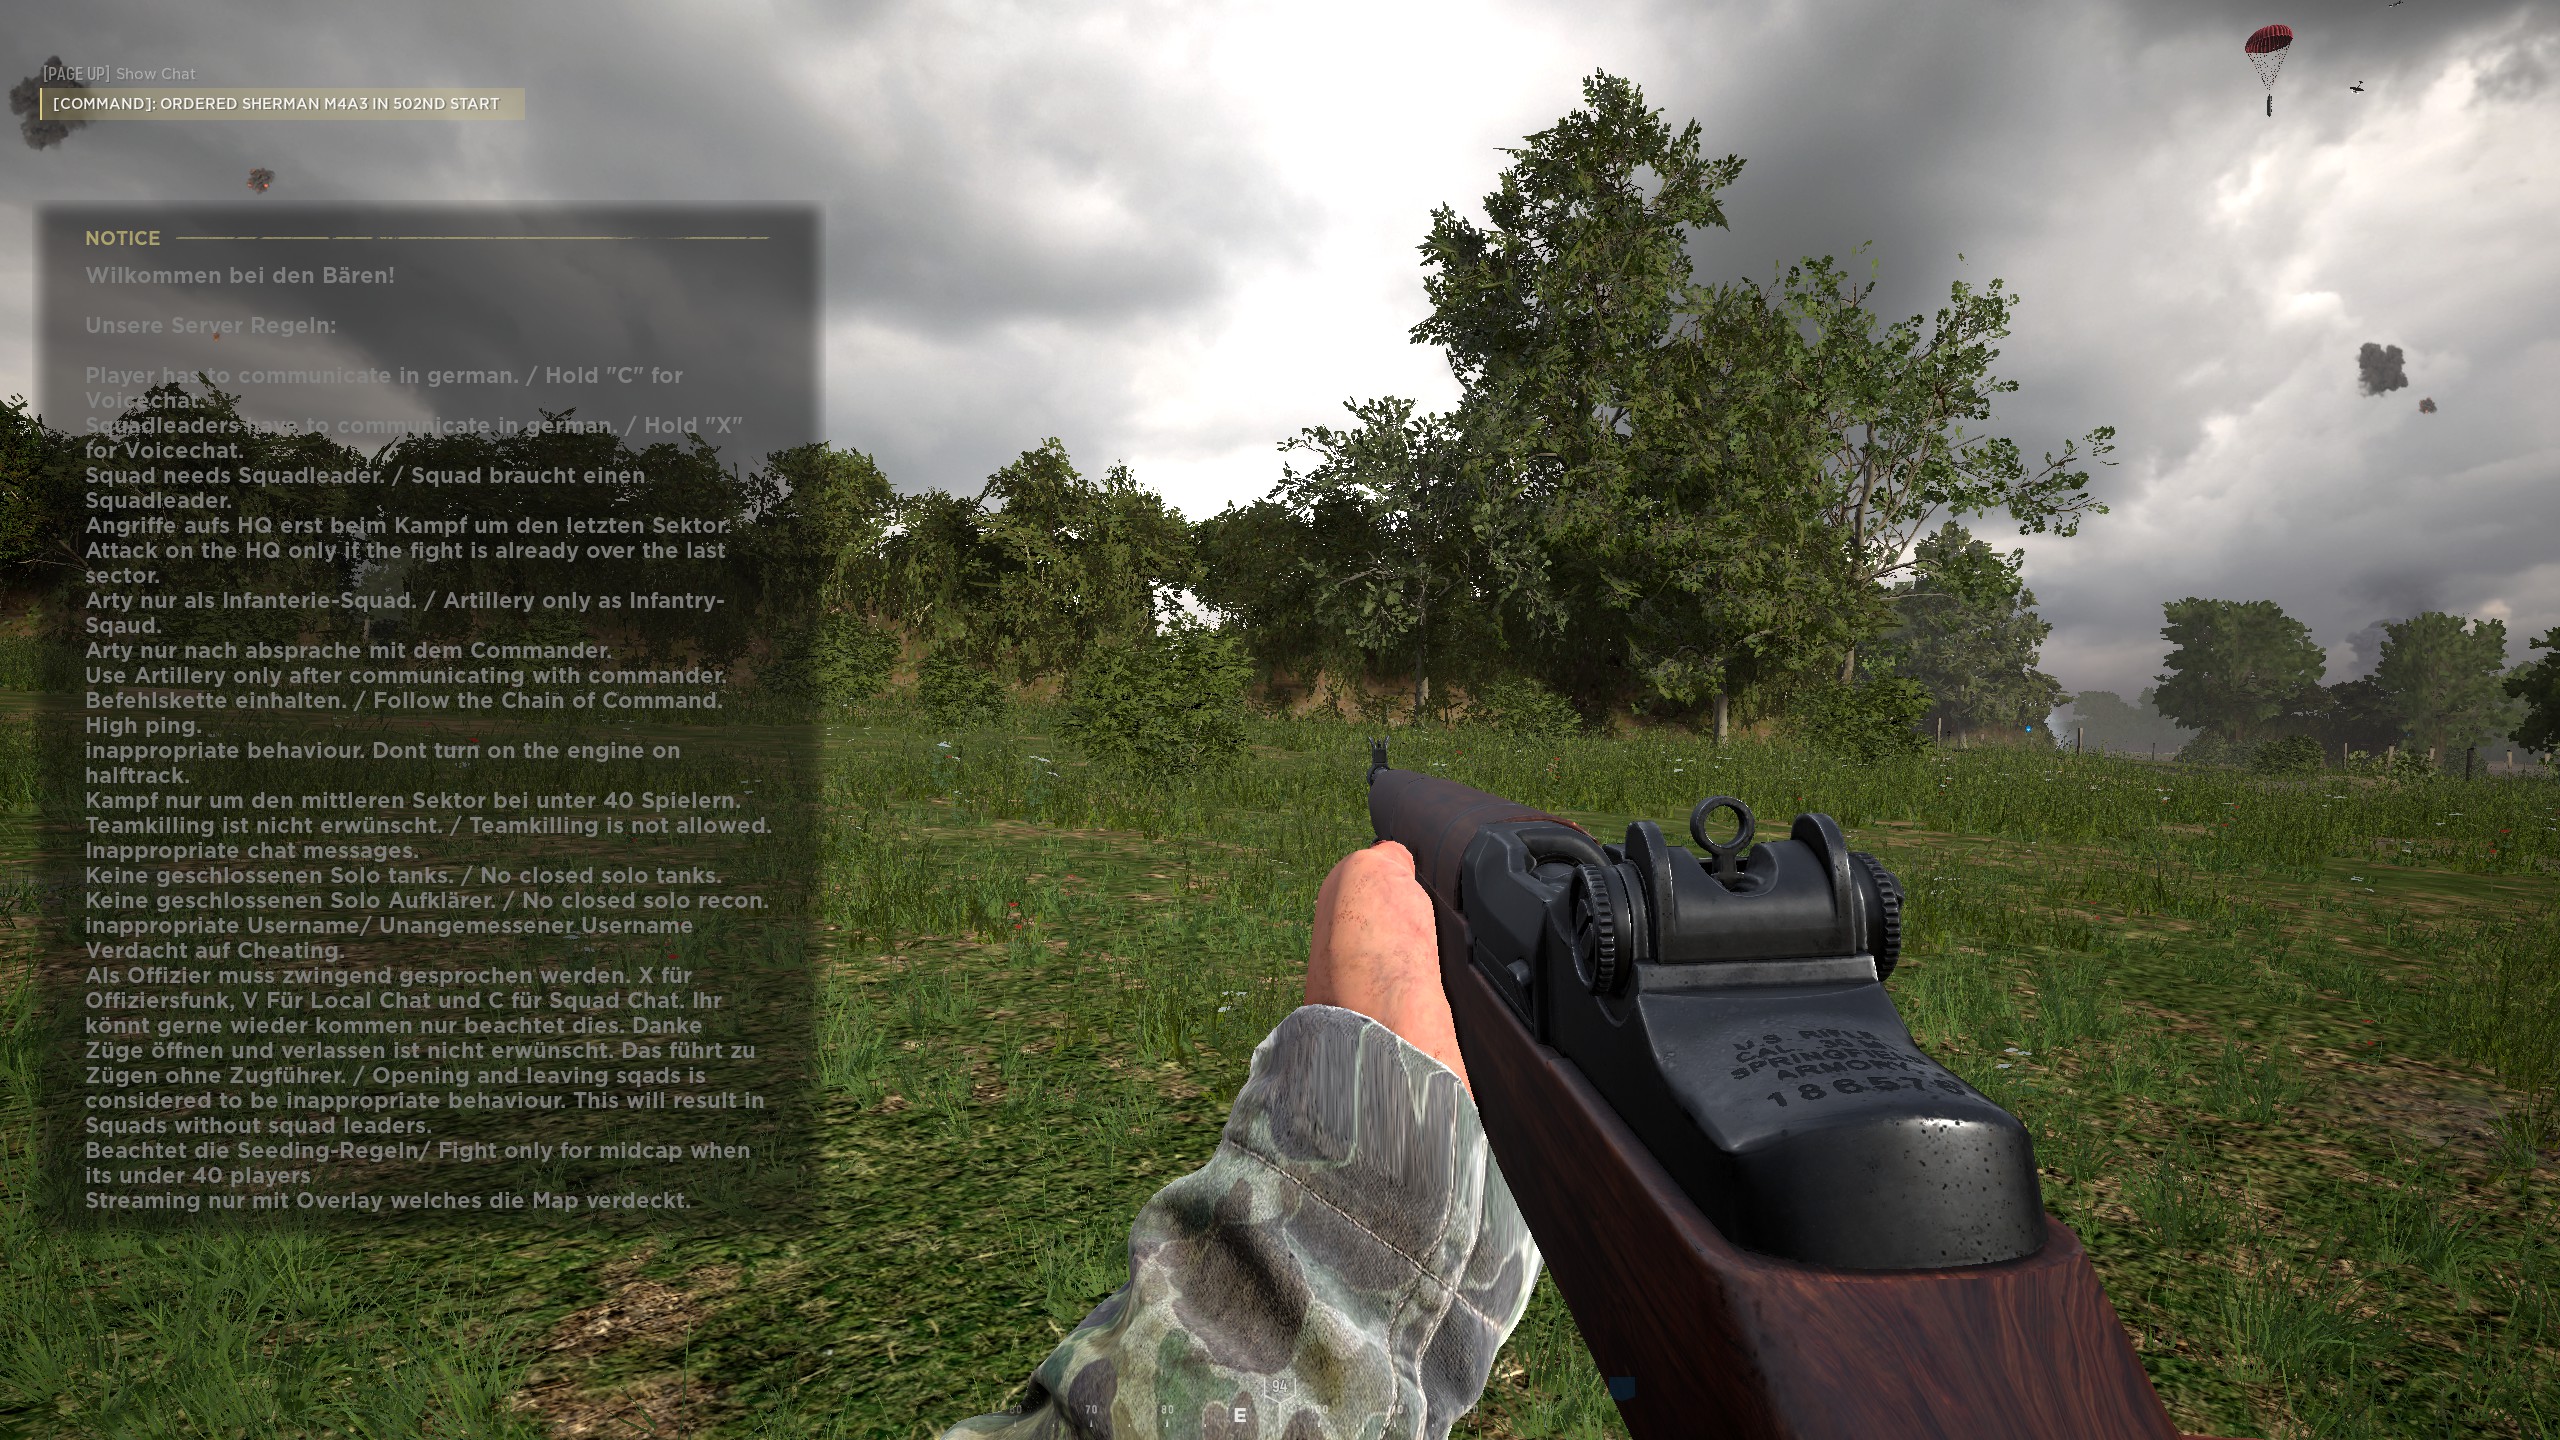 [PAGE UP] Show Chat
[COMMAND]: ORDERED SHERMAN M4A3 IN 502ND START
NOTICE
Wilkommen bei den Bären!
Unsere Server Regeln:
Player has to communicate in german. / Hold "C" for
Voicechat.
Squadleaders have to communicate in german. / Hold "X"
for Voicechat.
Squad needs Squadleader. / Squad braucht einen
Squadleader.
Angriffe aufs HQ erst beim Kampf um den letzten Sektor.
Attack on the HQ only if the fight is already over the last
sector.
Arty nur als Infanterie-Squad. / Artillery only as Infantry-
Sqaud.
Arty nur nach absprache mit dem Commander.
Use Artillery only after communicating with commander.
Befehlskette einhalten. / Follow the Chain of Command.
High ping.
inappropriate behaviour. Dont turn on the engine on
halftrack.
Kampf nur um den mittleren Sektor bei unter 40 Spielern.
Teamkilling ist nicht erwünscht. / Teamkilling is not allowed.
Inappropriate chat messages.
Keine geschlossenen Solo tanks. / No closed solo tanks.
Keine geschlossenen Solo Aufklärer. / No closed solo recon.
inappropriate Username/ Unangemessener Username
Verdacht auf Cheating.
Als Offizier muss zwingend gesprochen werden. X für
Offiziersfunk, V Für Local Chat und C für Squad Chat. Ihr
könnt gerne wieder kommen nur beachtet dies. Danke
Züge öffnen und verlassen ist nicht erwünscht. Das führt zu
Zügen ohne Zugführer. / Opening and leaving sqads is
considered to be inappropriate behaviour. This will result in
Squads without squad leaders.
Beachtet die Seeding-Regeln/ Fight only for midcap when
its under 40 players
Streaming nur mit Overlay welches die Map verdeckt.
U.S. RIFLE
CAL .30
SPRINGFIELD
ARMORY
94
70 80 E 100 110 120